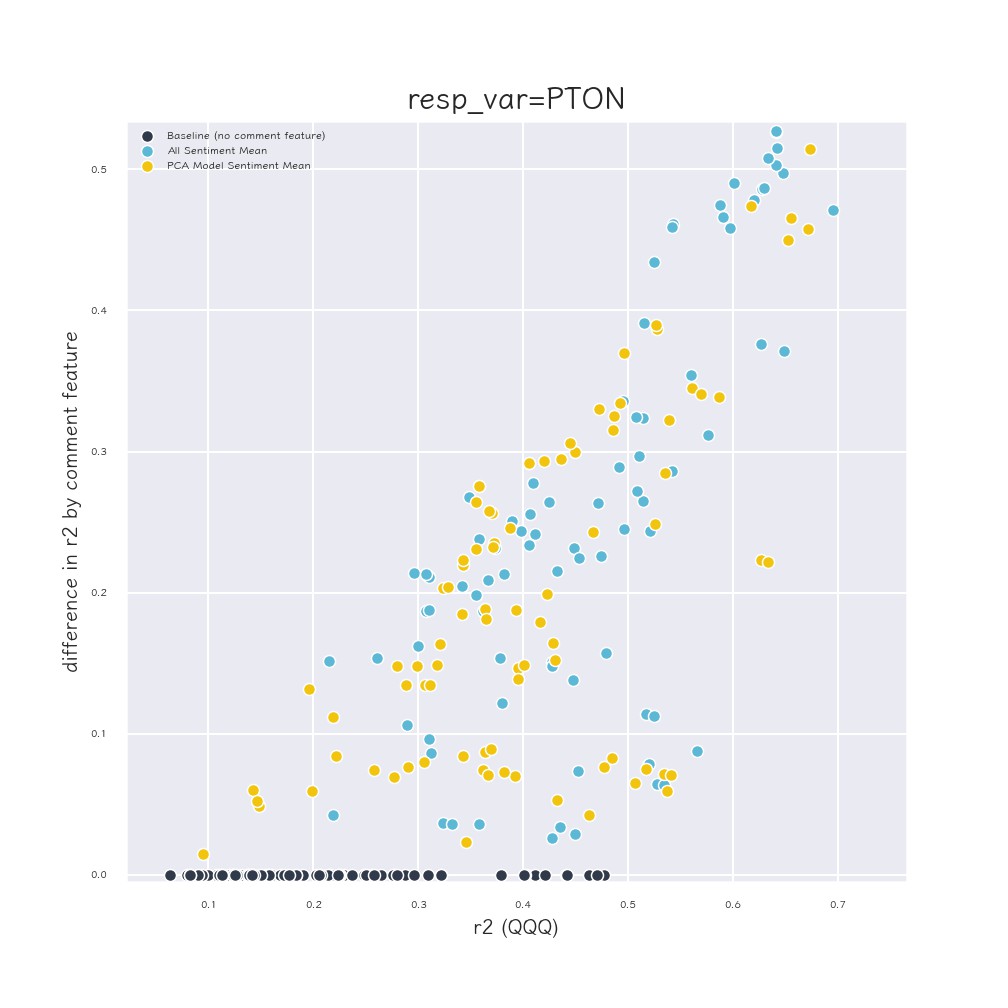 resp_var=PTON
Baseline (no comment feature)
All Sentiment Mean
PCA Model Sentiment Mean
difference in r2 by comment feature
0.5
0.4
0.3
0.2
0.1
0.0
0.1 0.2 0.3 0.4 0.5 0.6 0.7
r2 (QQQ)